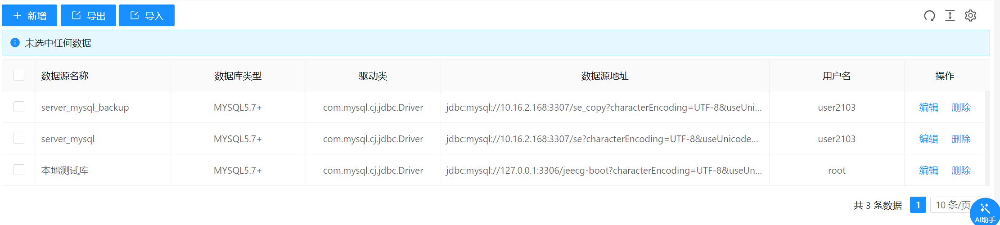 新增 导出 导入
未选中任何数据
数据源名称 数据库类型 驱动类 数据源地址 用户名 操作
server_mysql_backup MYSQL5.7+ com.mysql.cj.jdbc.Driver jdbc:mysql://10.16.2.168:3307/se_copy?characterEncoding=UTF-8&useUni... user2103 编辑 删除
server_mysql MYSQL5.7+ com.mysql.cj.jdbc.Driver jdbc:mysql://10.16.2.168:3307/se?characterEncoding=UTF-8&useUnicode... user2103 编辑 删除
本地测试库 MYSQL5.7+ com.mysql.cj.jdbc.Driver jdbc:mysql://127.0.0.1:3306/jeecg-boot?characterEncoding=UTF-8&useUn... root 编辑 删除
共 3 条数据 1 10 条/页
AI助手